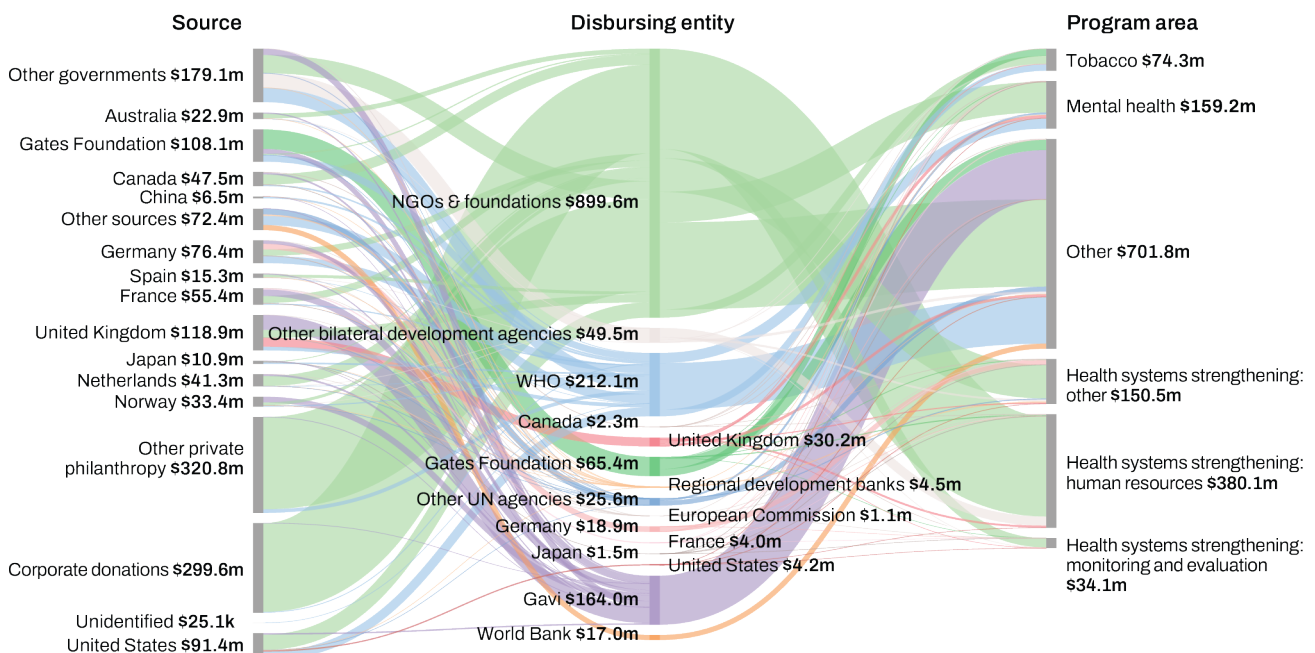 Source
Disbursing entity
Program area
Other governments $179.1m
Australia $22.9m
Gates Foundation $108.1m
Canada $47.5m
China $6.5m
Other sources $72.4m
Germany $76.4m
Spain $15.3m
France $55.4m
United Kingdom $118.9m
Japan $10.9m
Netherlands $41.3m
Norway $33.4m
Other private
philanthropy $320.8m
Corporate donations $299.6m
Unidentified $25.1k
United States $91.4m
NGOs & foundations $899.6m
Other bilateral development agencies $49.5m
WHO $212.1m
Canada $2.3m
United Kingdom $30.2m
Gates Foundation $65.4m
Regional development banks $4.5m
Other UN agencies $25.6m
European Commission $1.1m
Germany $18.9m
France $4.0m
Japan $1.5m
United States $4.2m
Gavi $164.0m
World Bank $17.0m
Tobacco $74.3m
Mental health $159.2m
Other $701.8m
Health systems strengthening:
other $150.5m
Health systems strengthening:
human resources $380.1m
Health systems strengthening:
monitoring and evaluation
$34.1m